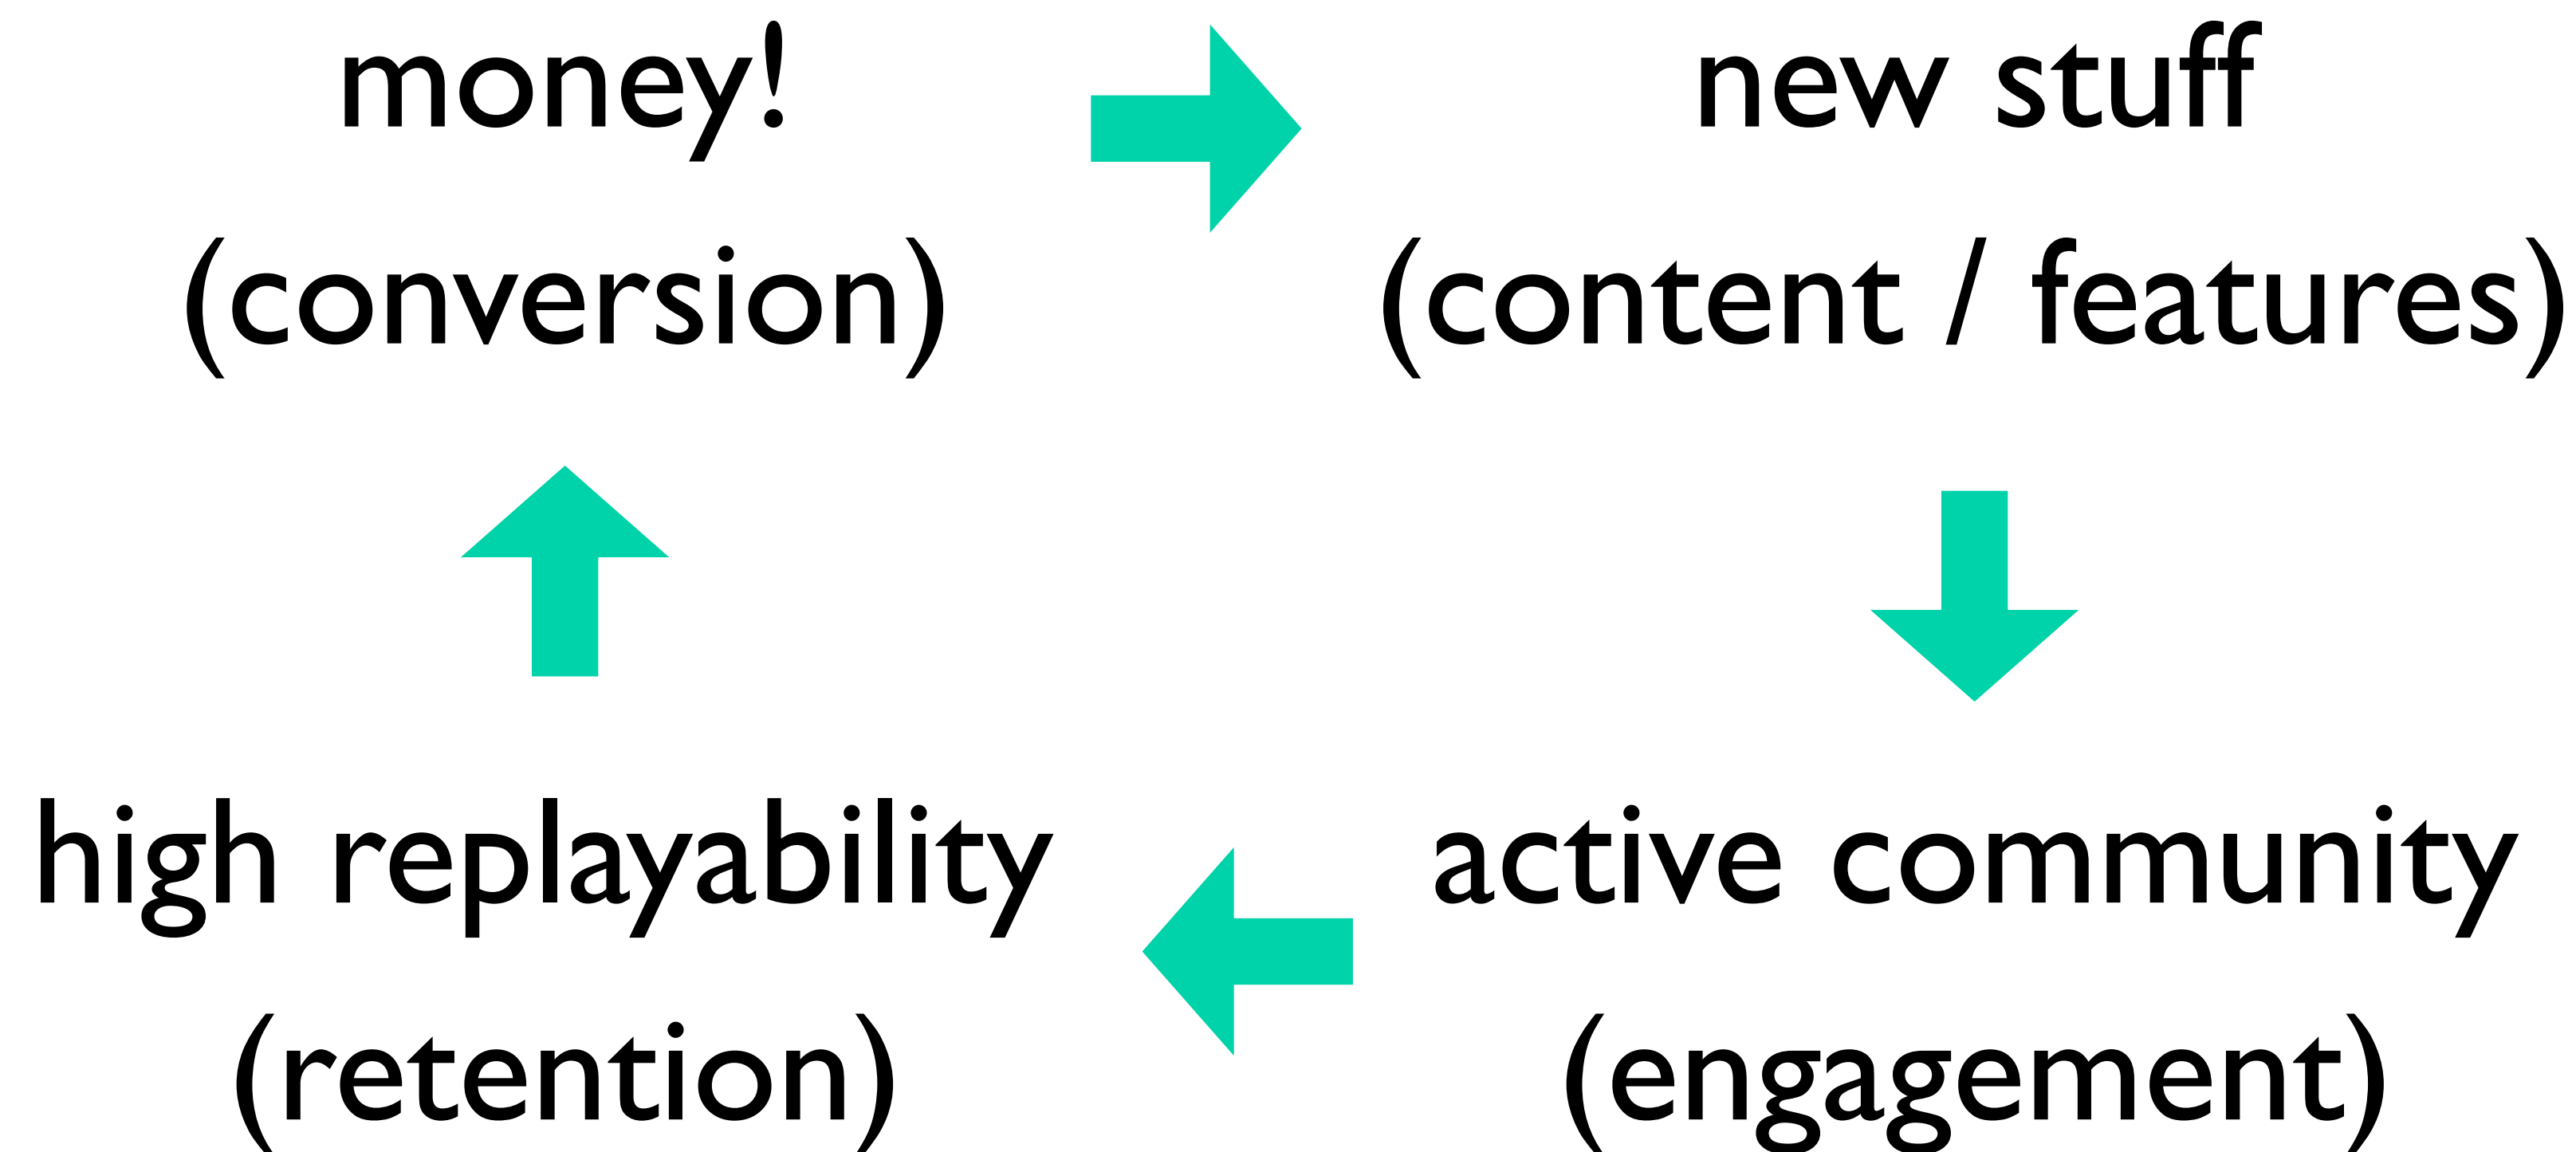 money!
(conversion)
new stuff
(content / features)
high replayability
(retention)
active community
(engagement)